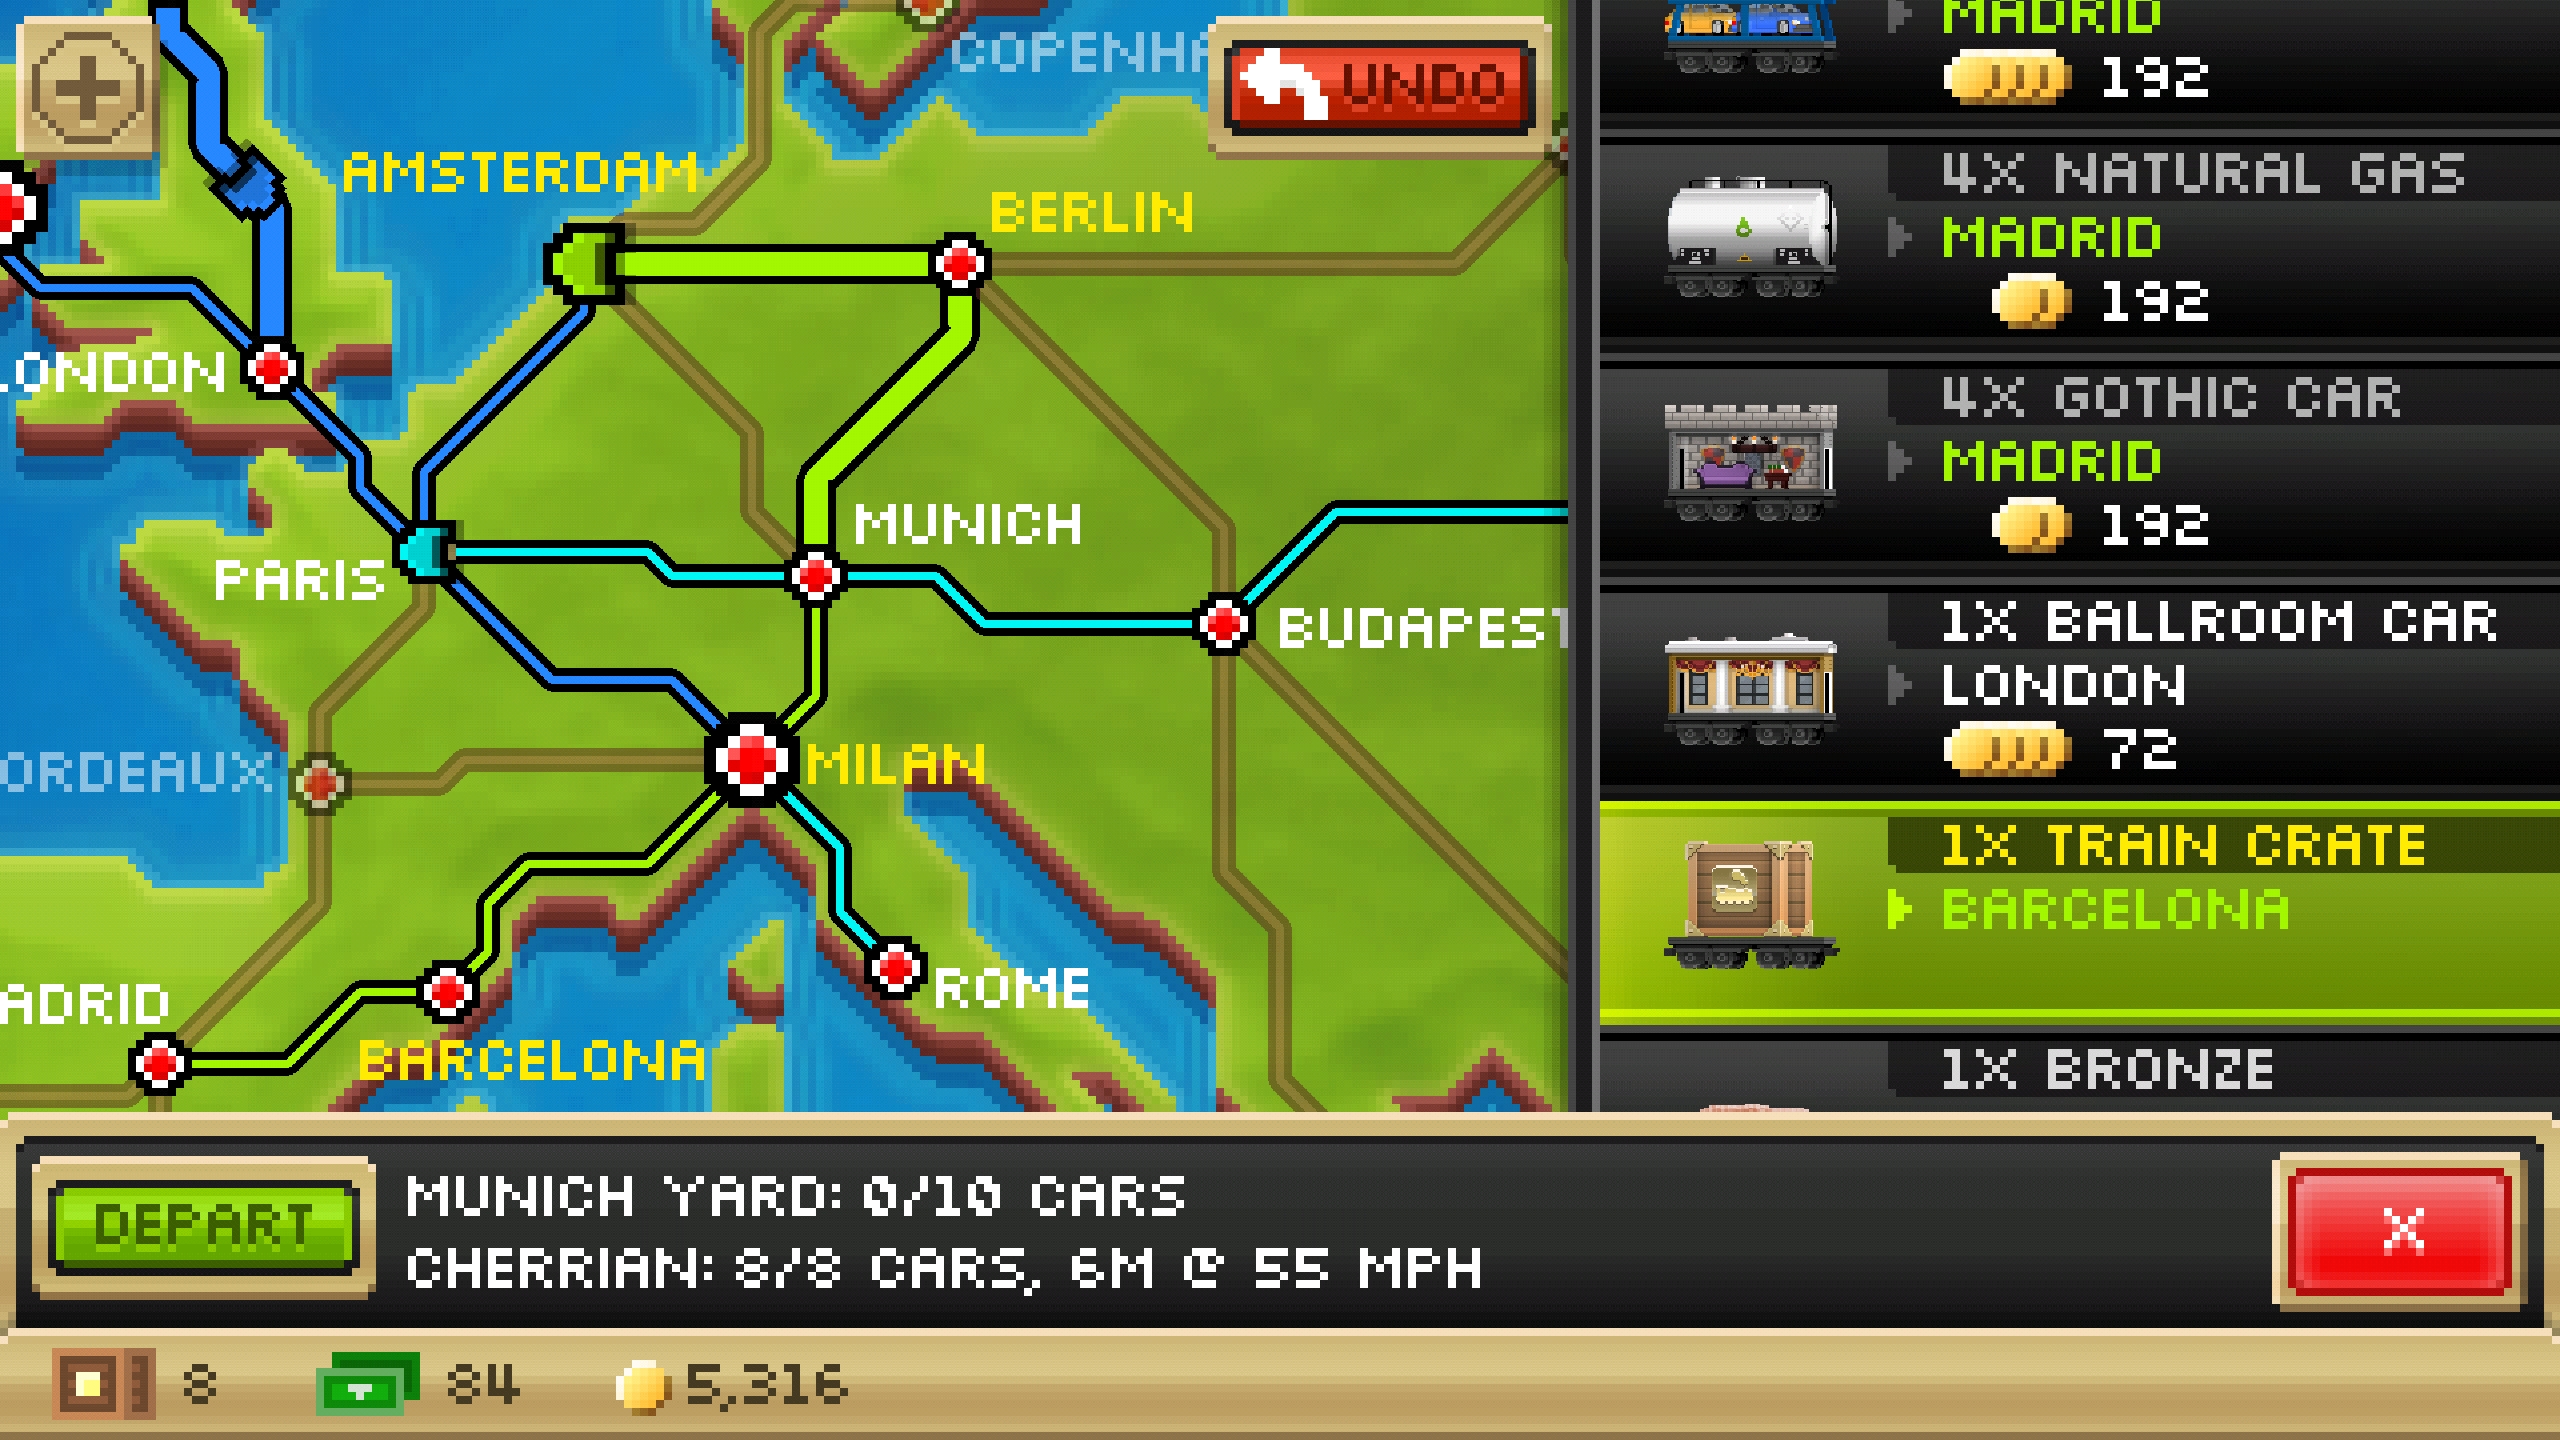 COPENHA
UNDO
AMSTERDAM
BERLIN
LONDON
MUNICH
PARIS
BUDAPEST
ORDEAUX
MILAN
ADRID
ROME
BARCELONA
MADRID
192
4X NATURAL GAS
MADRID
192
4X GOTHIC CAR
MADRID
192
1X BALLROOM CAR
LONDON
72
1X TRAIN CRATE
BARCELONA
1X BRONZE
DEPART
MUNICH YARD: 0/10 CARS
CHERRIAN: 8/8 CARS, 6M @ 55 MPH
X
8
84
5,316